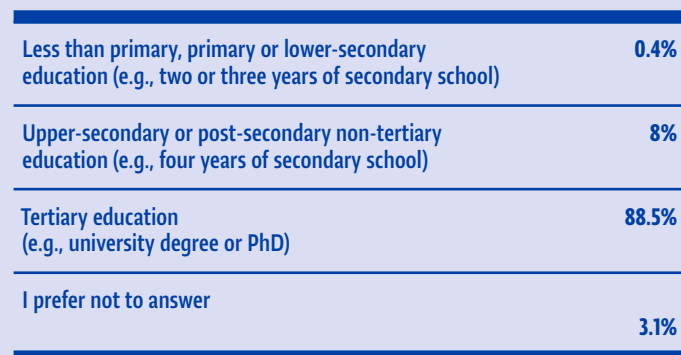 Less than primary, primary or lower-secondary 0.4%
education (e.g., two or three years of secondary school)
Upper-secondary or post-secondary non-tertiary 8%
education (e.g., four years of secondary school)
Tertiary education 88.5%
(e.g., university degree or PhD)
I prefer not to answer
3.1%